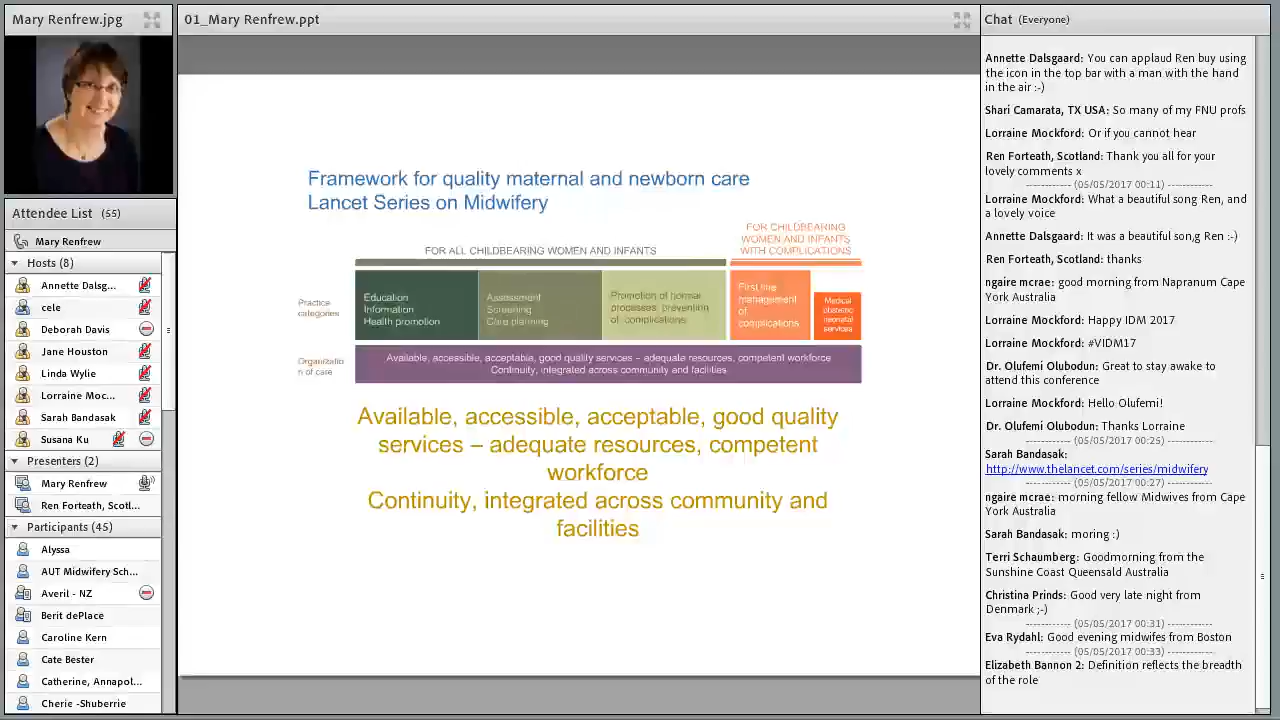 Mary Renfrew.jpg
Attendee List (55)
Mary Renfrew
Hosts (8)
Annette Dalsg...
cele
Deborah Davis
Jane Houston
Linda Wylie
Lorraine Moc...
Sarah Bandasak
Susana Ku
Presenters (2)
Mary Renfrew
Ren Forteath, Scotl...
Participants (45)
Alyssa
AUT Midwifery Sch...
Averil - NZ
Berit dePlace
Caroline Kern
Cate Bester
Catherine, Annapol...
Cherie -Shuberrie
01_Mary Renfrew.ppt
Framework for quality maternal and newborn care
Lancet Series on Midwifery
FOR ALL CHILDBEARING WOMEN AND INFANTS
FOR CHILDBEARING
WOMEN AND INFANTS
WITH COMPLICATIONS
Practice
categories
Education
Information
Health promotion
Assessment
Screening
Care planning
Promotion of normal
processes, prevention
of complications
First line
management
of
complications
Medical
obstetric
neonatal
services
Organizatio
n of care
Available, accessible, acceptable, good quality services – adequate resources, competent workforce
Continuity, integrated across community and facilities
Available, accessible, acceptable, good quality
services – adequate resources, competent
workforce
Continuity, integrated across community and
facilities
Chat (Everyone)
Annette Dalsgaard: You can applaud Ren buy using
the icon in the top bar with a man with the hand
in the air :-)
Shari Camarata, TX USA: So many of my FNU profs
Lorraine Mockford: Or if you cannot hear
Ren Forteath, Scotland: Thank you all for your
lovely comments x
(05/05/2017 00:11)
Lorraine Mockford: What a beautiful song Ren, and
a lovely voice
Annette Dalsgaard: It was a beautiful song Ren :-)
Ren Forteath, Scotland: thanks
ngaire mcrae: good morning from Napranum Cape
York Australia
Lorraine Mockford: Happy IDM 2017
Lorraine Mockford: #VIDM17
Dr. Olufemi Olubodun: Great to stay awake to
attend this conference
Lorraine Mockford: Hello Olufemi!
Dr. Olufemi Olubodun: Thanks Lorraine
(05/05/2017 00:25)
Sarah Bandasak:
http://www.thelancet.com/series/midwifery
(05/05/2017 00:27)
ngaire mcrae: morning fellow Midwives from Cape
York Australia
Sarah Bandasak: moring :)
Terri Schaumberg: Goodmorning from the
Sunshine Coast Queensald Australia
Christina Prinds: Good very late night from
Denmark ;-)
(05/05/2017 00:31)
Eva Rydahl: Good evening midwifes from Boston
(05/05/2017 00:33)
Elizabeth Bannon 2: Definition reflects the breadth
of the role